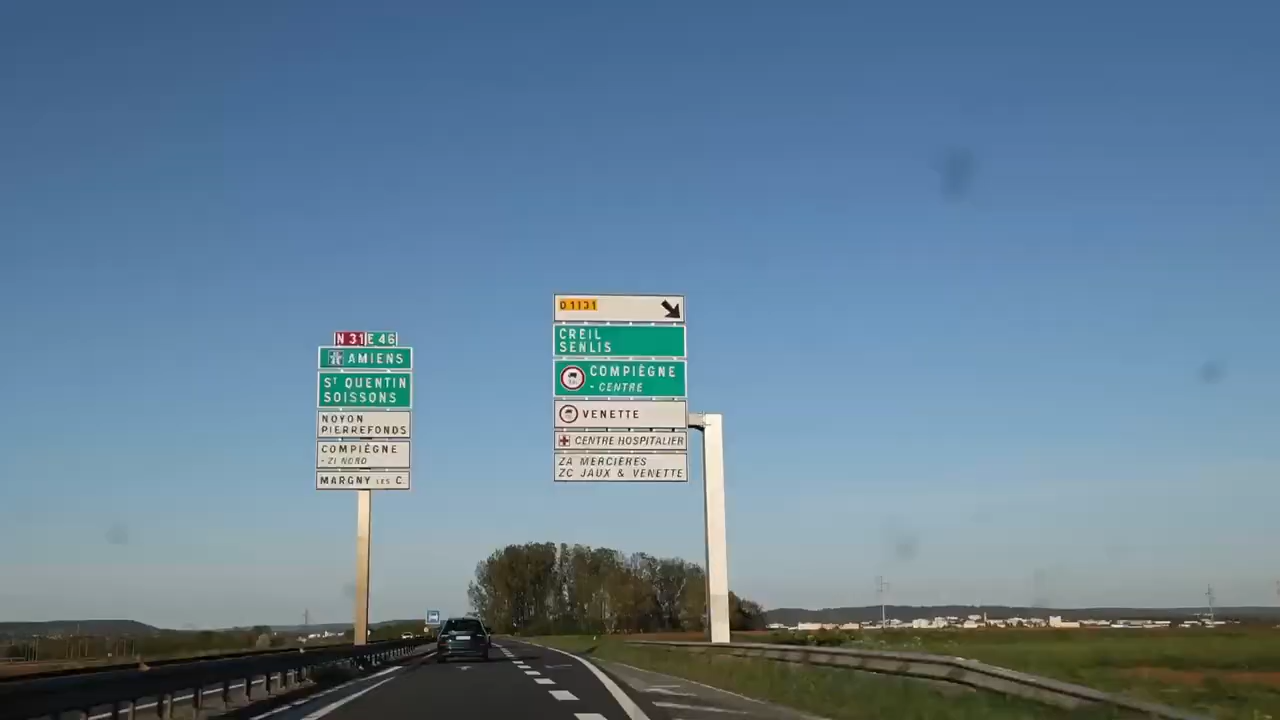 N 31 E 46
AMIENS
ST QUENTIN
SOISSONS
NOYON
PIERREFONDS
COMPIÈGNE
- ZI NORD
MARGNY LES C.
D 1131
CREIL
SENLIS
COMPIÈGNE
- CENTRE
VENETTE
CENTRE HOSPITALIER
ZA MERCIÈRES
ZC JAUX & VENETTE